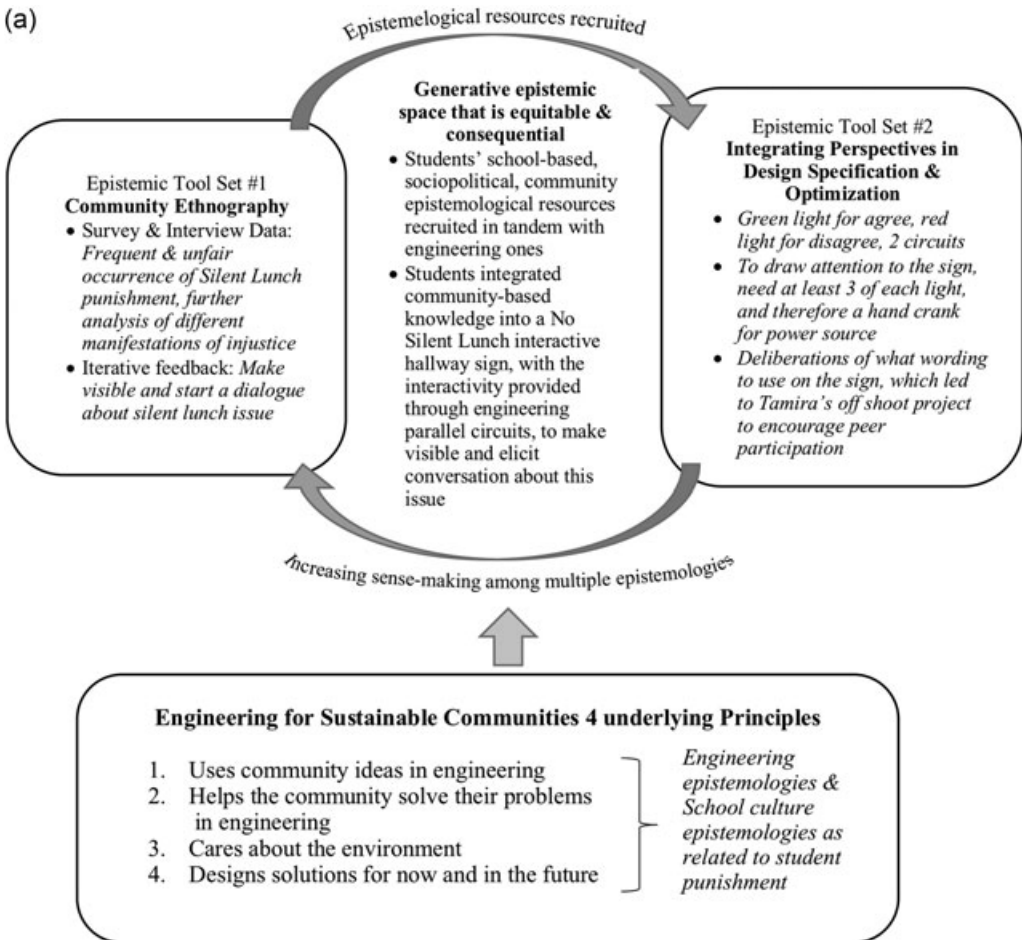 (a)
Epistemelogical resources recruited
Epistemic Tool Set #1
Community Ethnography
• Survey & Interview Data:
Frequent & unfair
occurrence of Silent Lunch
punishment, further
analysis of different
manifestations of injustice
• Iterative feedback: Make
visible and start a dialogue
about silent lunch issue
Generative epistemic
space that is equitable &
consequential
• Students' school-based,
sociopolitical, community
epistemological resources
recruited in tandem with
engineering ones
• Students integrated
community-based
knowledge into a No
Silent Lunch interactive
hallway sign, with the
interactivity provided
through engineering
parallel circuits, to make
visible and elicit
conversation about this
issue
Epistemic Tool Set #2
Integrating Perspectives in
Design Specification &
Optimization
• Green light for agree, red
light for disagree, 2 circuits
• To draw attention to the sign,
need at least 3 of each light,
and therefore a hand crank
for power source
• Deliberations of what wording
to use on the sign, which led
to Tamira's off shoot project
to encourage peer
participation
Increasing sense-making among multiple epistemologies
Engineering for Sustainable Communities 4 underlying Principles
1. Uses community ideas in engineering
2. Helps the community solve their problems
in engineering
3. Cares about the environment
4. Designs solutions for now and in the future
Engineering
epistemologies &
School culture
epistemologies as
related to student
punishment